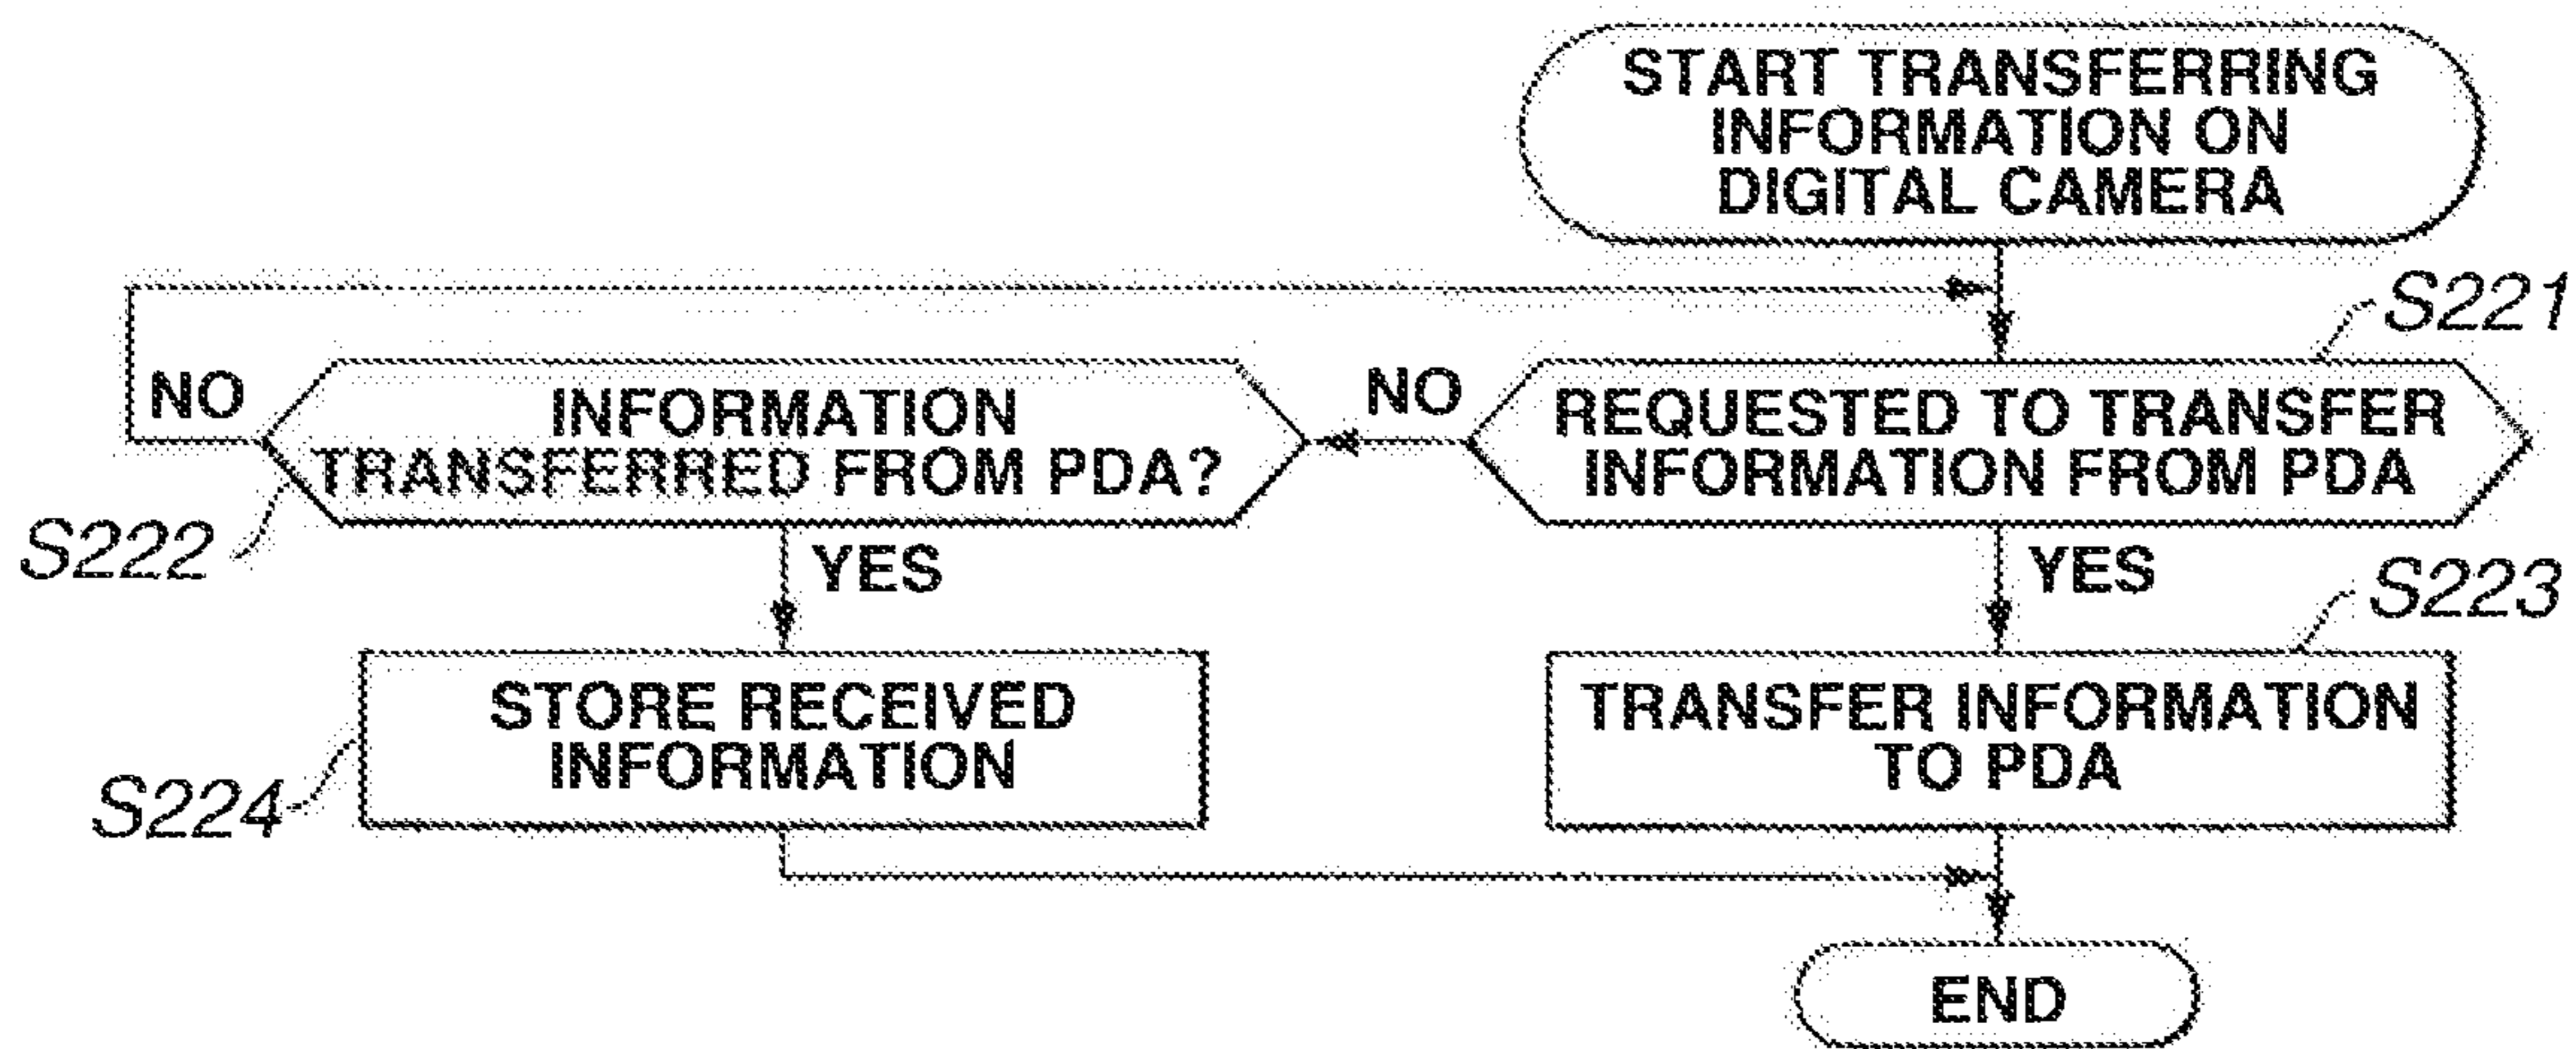 START TRANSFERRING
INFORMATION ON
DIGITAL CAMERA
S221
REQUESTED TO TRANSFER
INFORMATION FROM PDA
NO
YES
INFORMATION
TRANSFERRED FROM PDA?
NO
S222
YES
S223
TRANSFER INFORMATION
TO PDA
STORE RECEIVED
INFORMATION
S224
END